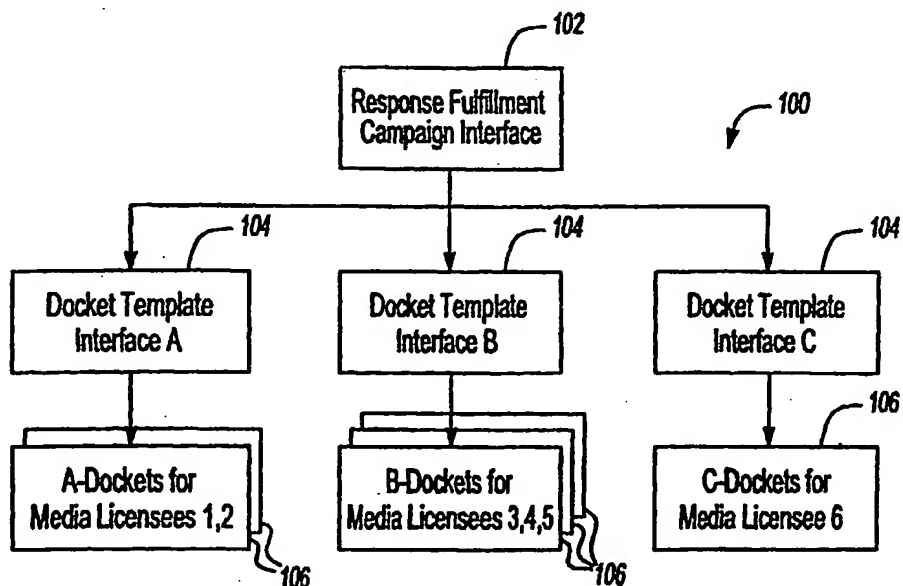 102
Response Fulfillment
Campaign Interface
100
104
104
104
Docket Template
Interface A
Docket Template
Interface B
Docket Template
Interface C
106
A-Dockets for
Media Licensees 1,2
B-Dockets for
Media Licensees 3,4,5
C-Dockets for
Media Licensee 6
106
106